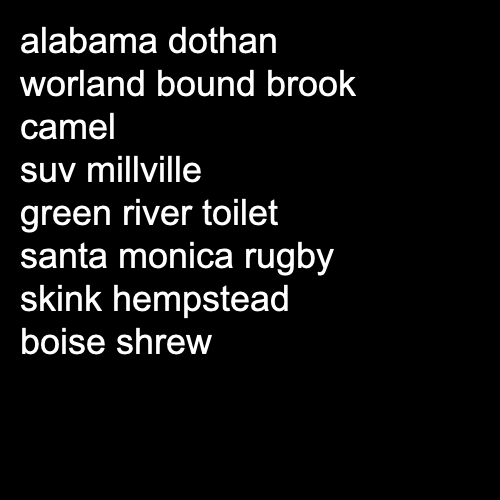 alabama dothan
worland bound brook
camel
suv millville
green river toilet
santa monica rugby
skink hempstead
boise shrew